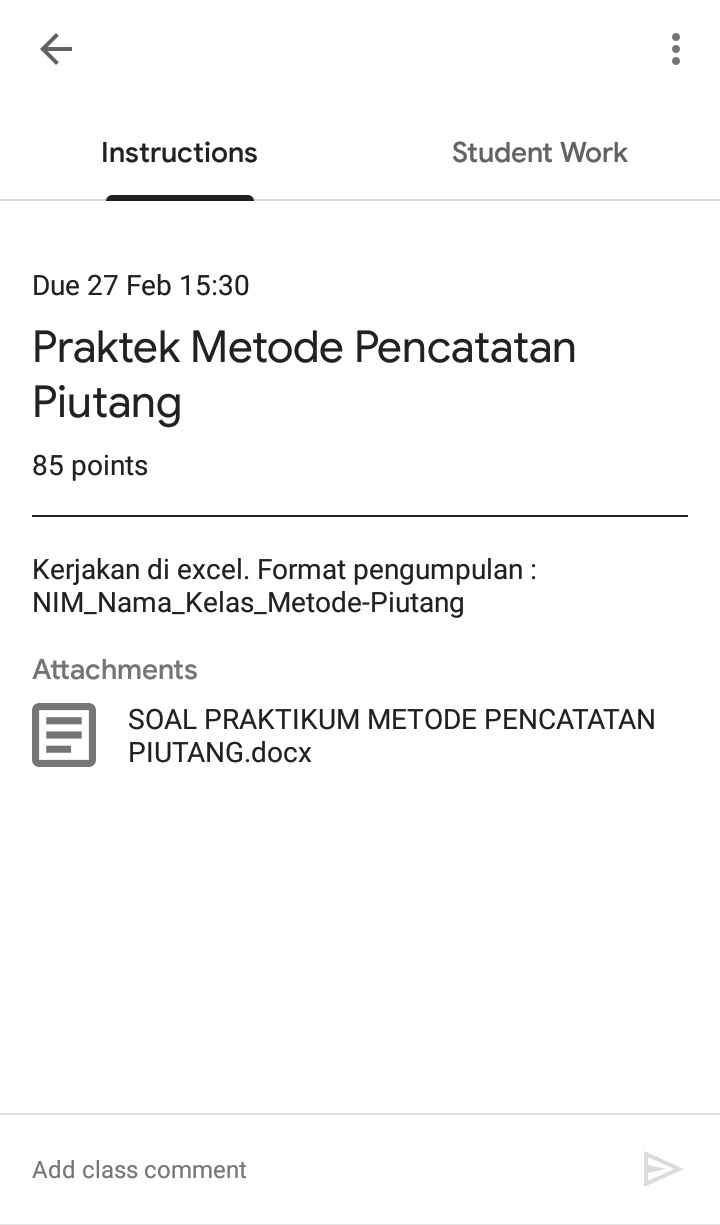 Instructions
Student Work
Due 27 Feb 15:30
Praktek Metode Pencatatan
Piutang
85 points
Kerjakan di excel. Format pengumpulan :
NIM_Nama_Kelas_Metode-Piutang
Attachments
SOAL PRAKTIKUM METODE PENCATATAN
PIUTANG.docx
Add class comment